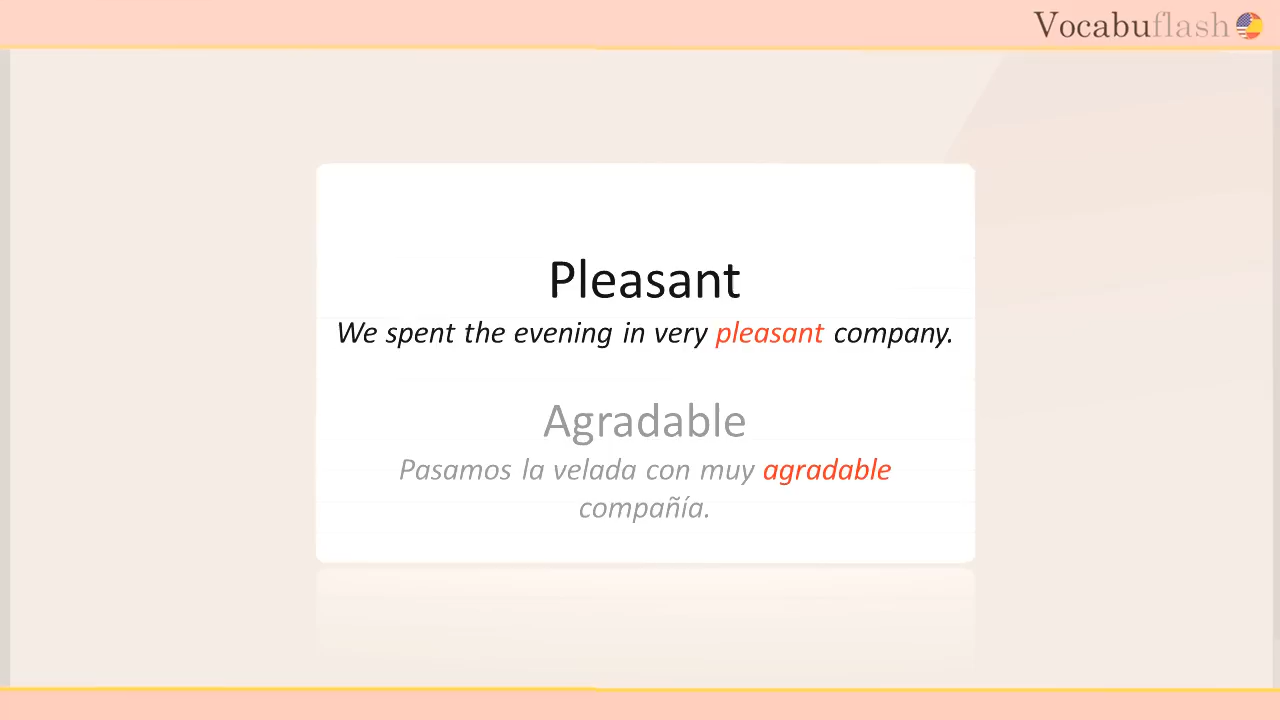 Vocabuflash
Pleasant
We spent the evening in very pleasant company.
Agradable
Pasamos la velada con muy agradable
compañía.